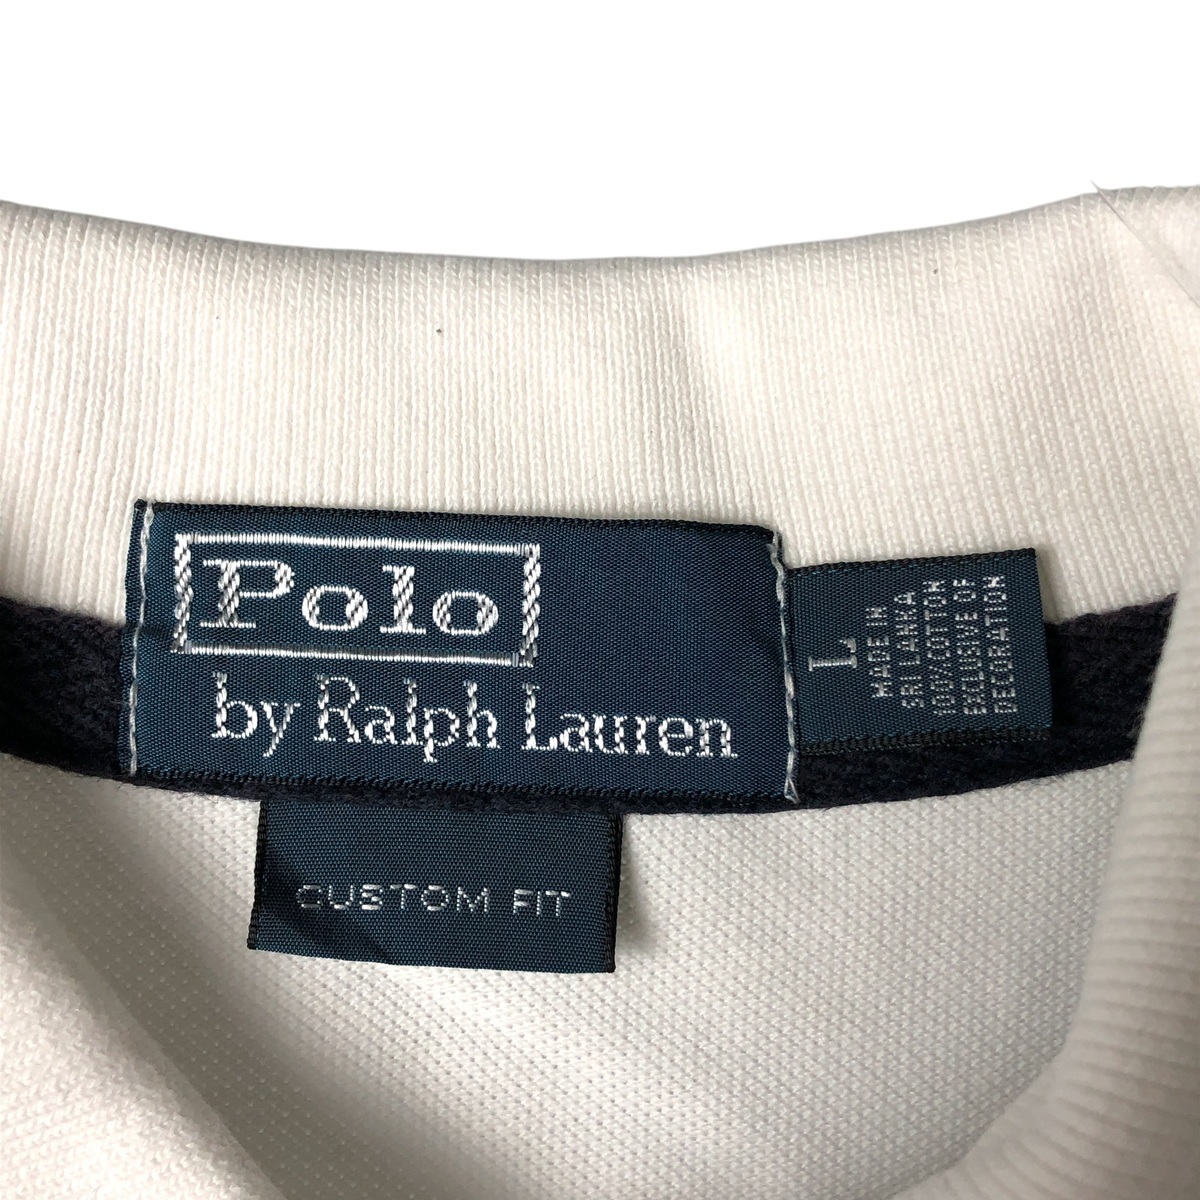 Polo
by Ralph Lauren
L
MADE IN
SRI LANKA
100% COTTON
EXCLUSIVE OF
DECORATION
CUSTOM FIT